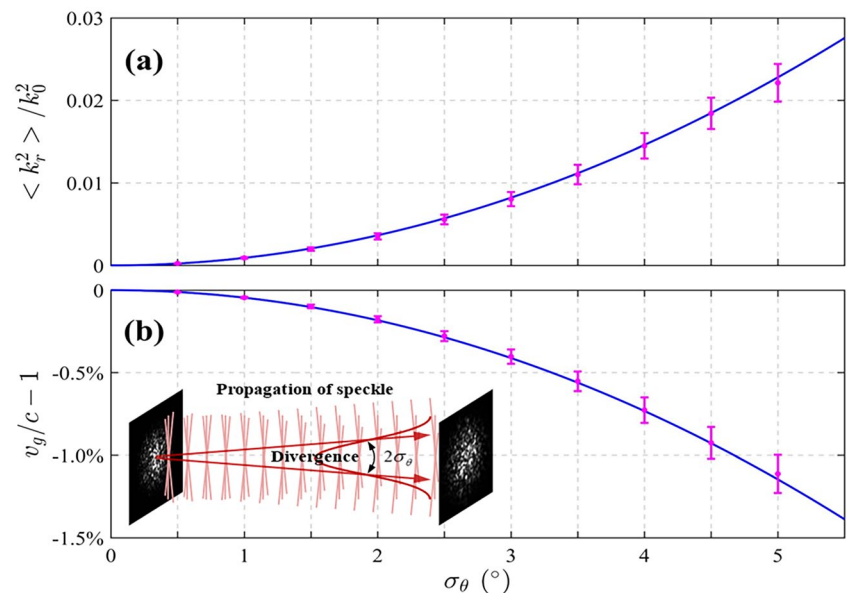 0.03
(a)
0.02
0.01
0
< k_r^2 > /k_0^2
0
(b)
-0.5%
-1.0%
-1.5%
v_g/c − 1
Propagation of speckle
Divergence
2σ_θ
0 1 2 3 4 5
σ_θ (°)